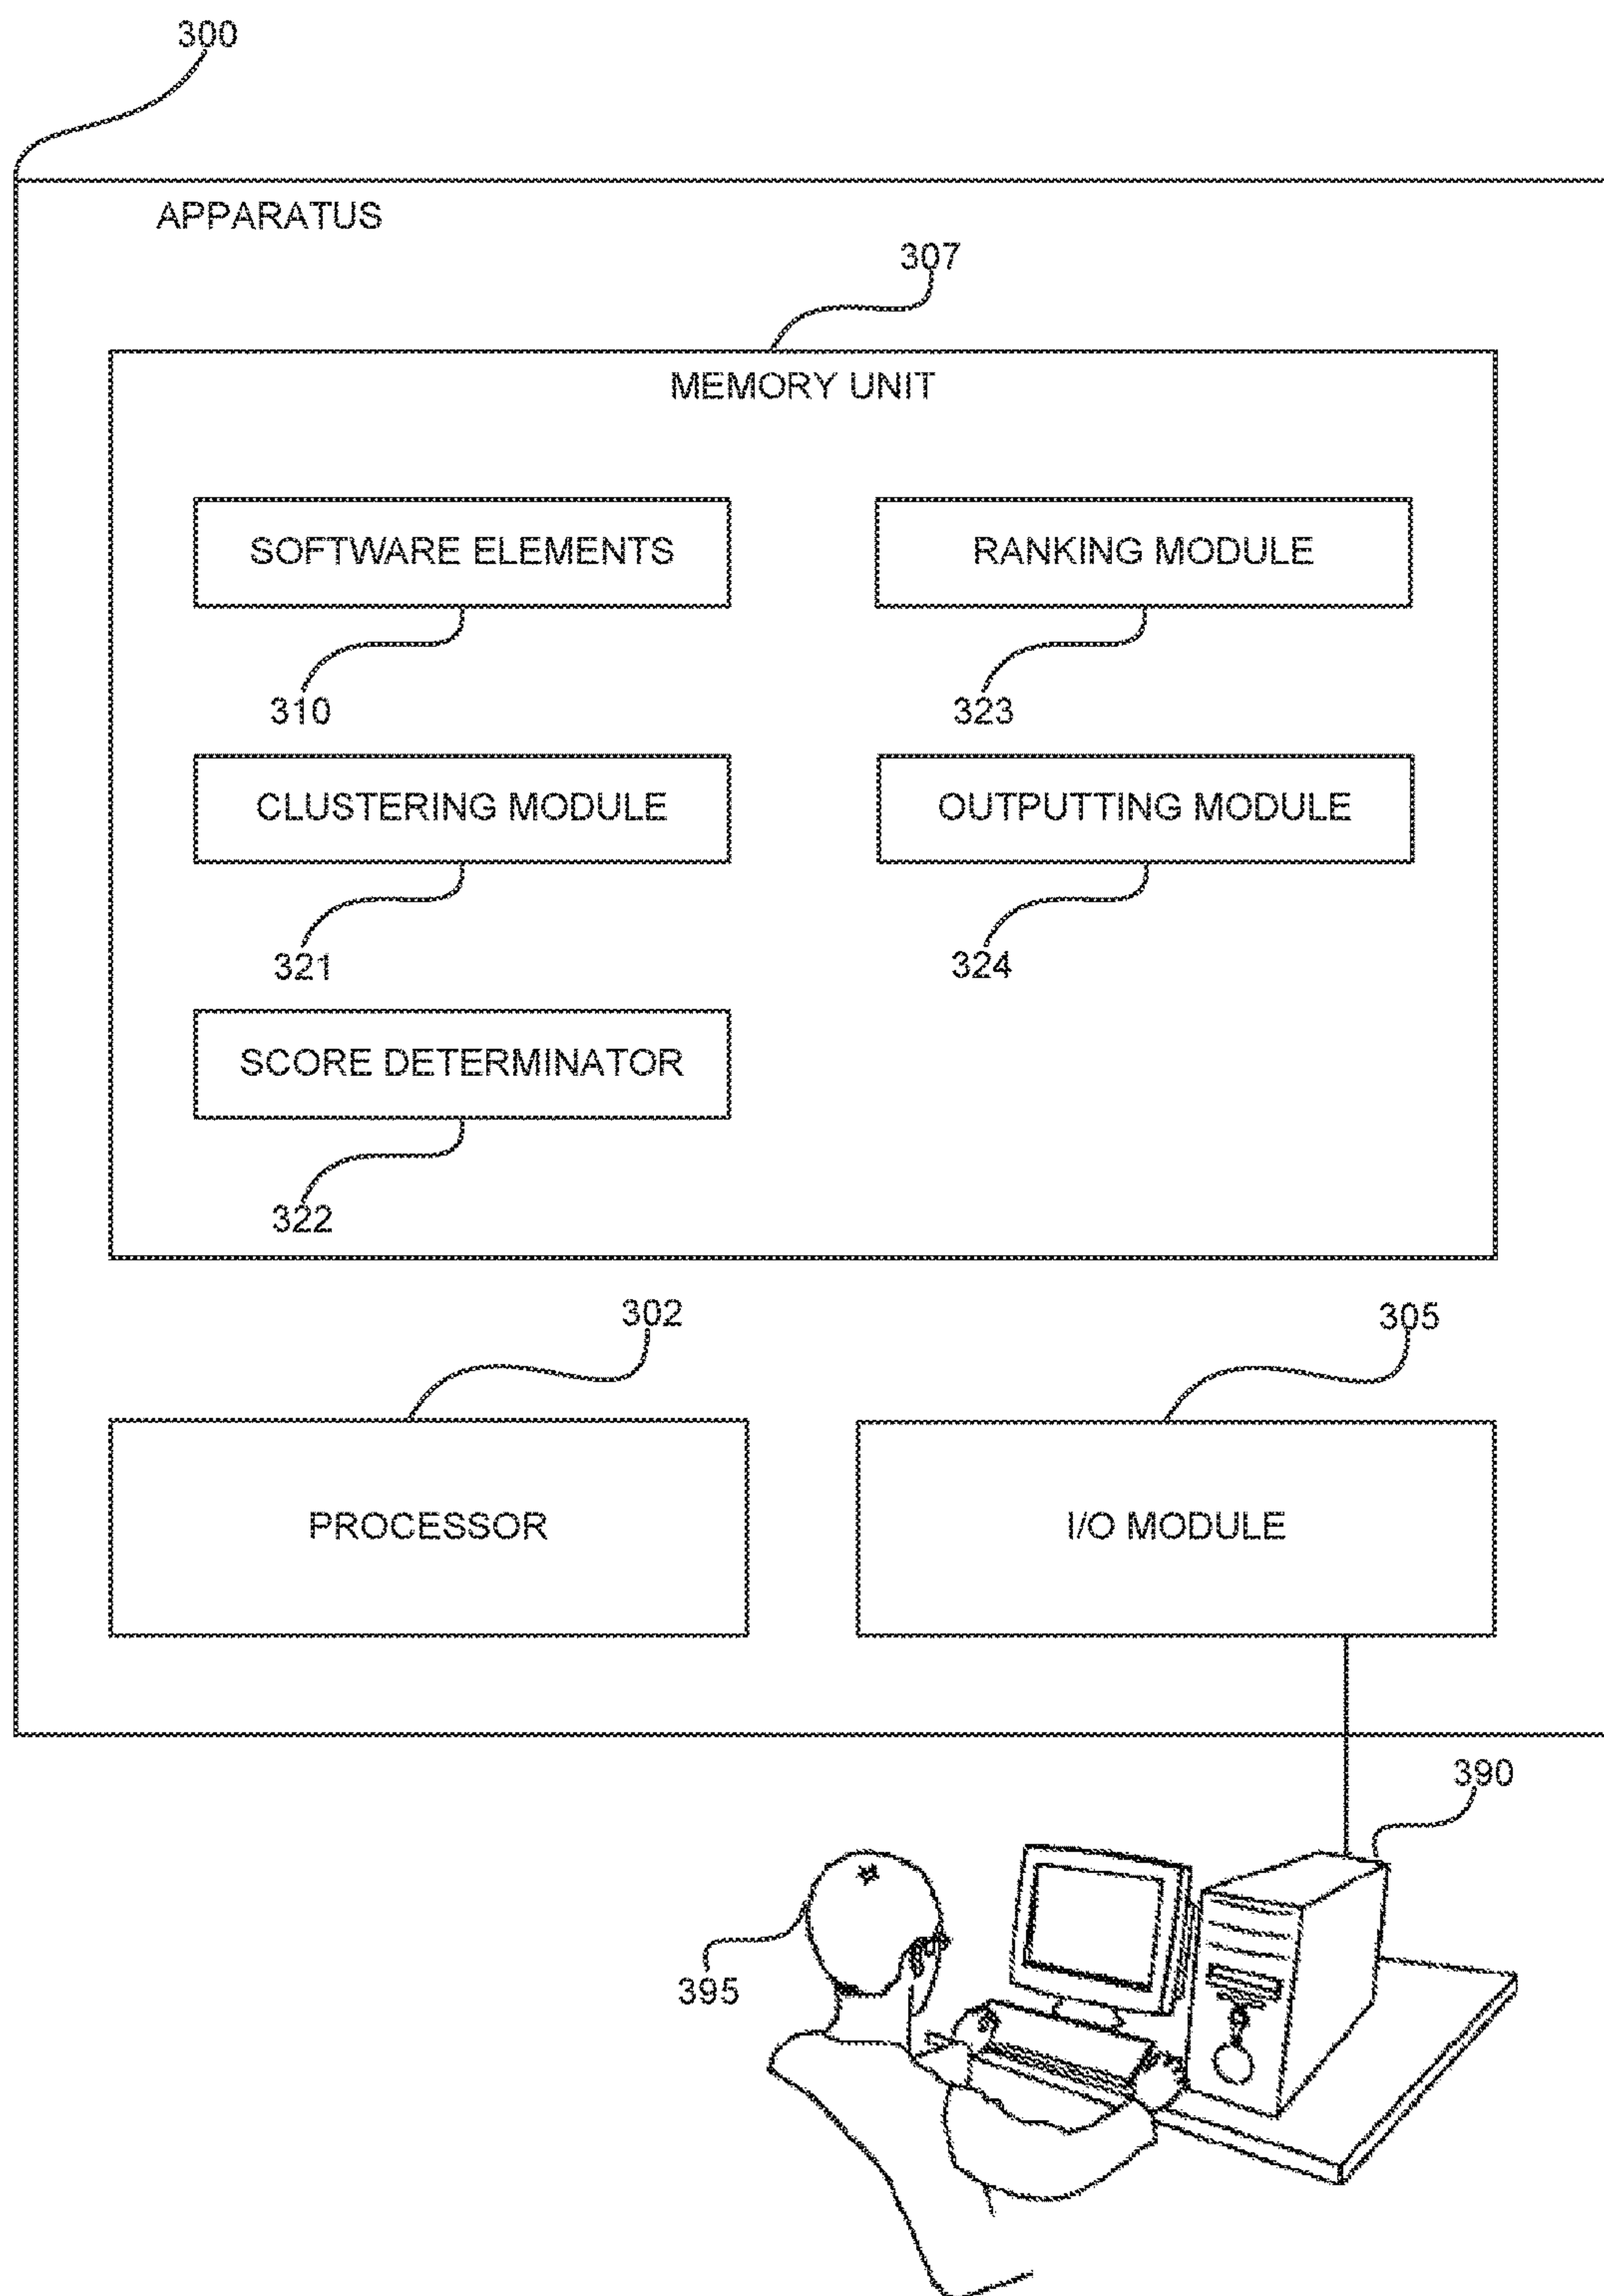 300
APPARATUS
307
MEMORY UNIT
SOFTWARE ELEMENTS
RANKING MODULE
310
323
CLUSTERING MODULE
OUTPUTTING MODULE
321
324
SCORE DETERMINATOR
322
302
305
PROCESSOR
I/O MODULE
390
395